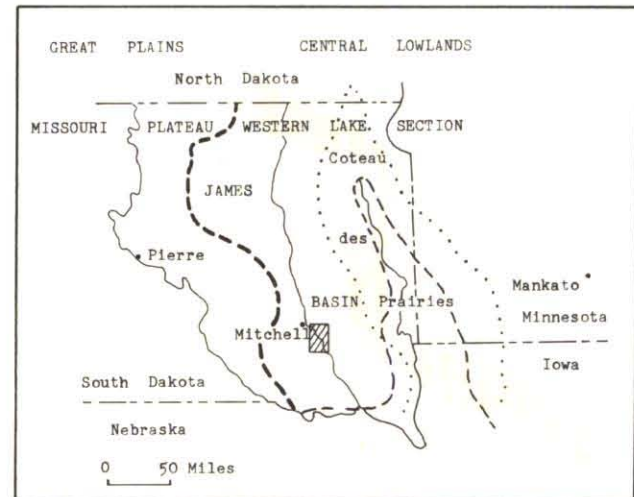 GREAT PLAINS CENTRAL LOWLANDS
North Dakota
MISSOURI PLATEAU WESTERN LAKE SECTION
Coteau
JAMES
des
Pierre
BASIN Prairies
Mankato
Minnesota
Mitchell
Iowa
South Dakota
Nebraska
0 50 Miles